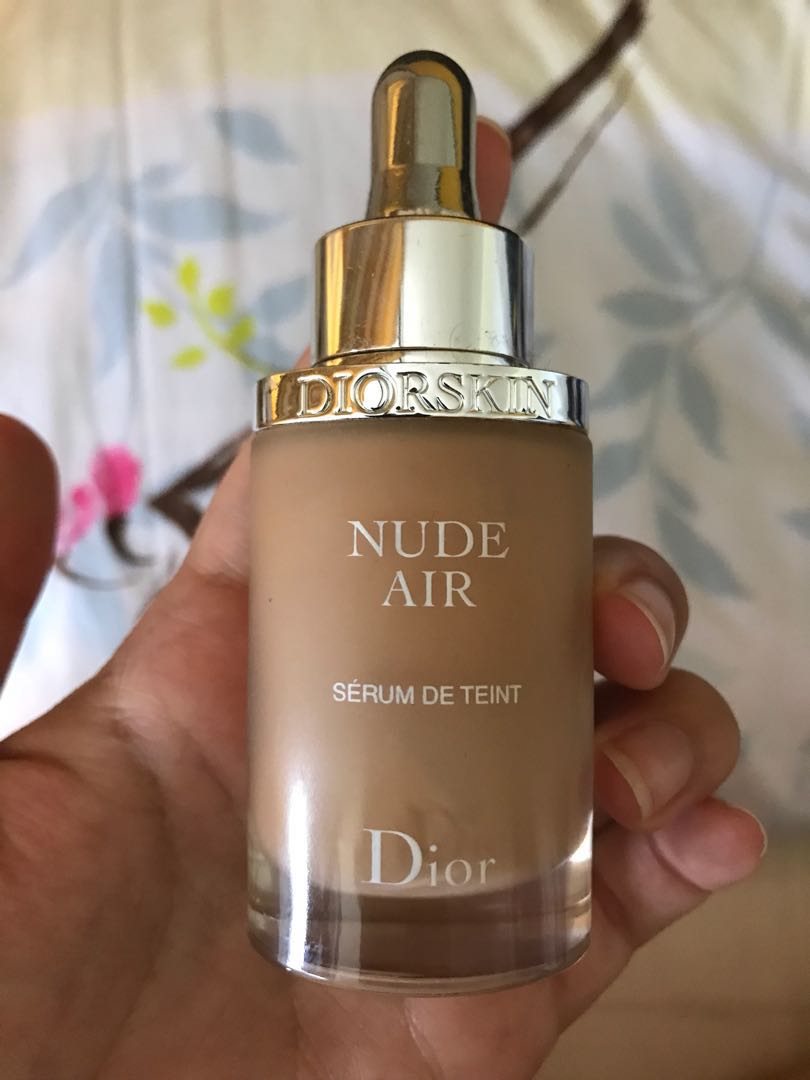 DIORSKIN
NUDE
AIR
SÉRUM DE TEINT
Dior